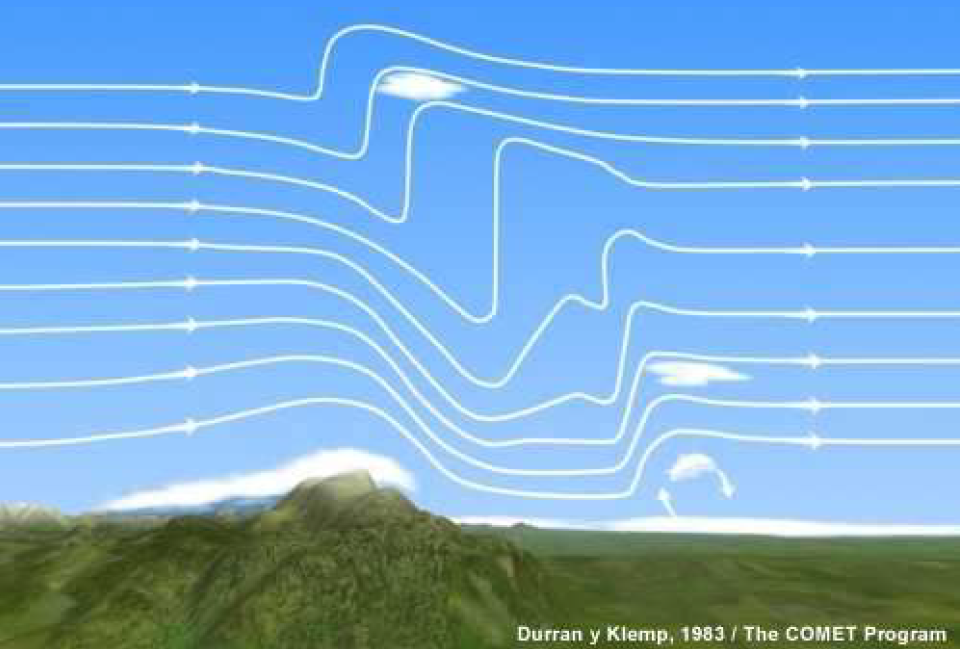 Durran y Klemp, 1983 / The COMET Program